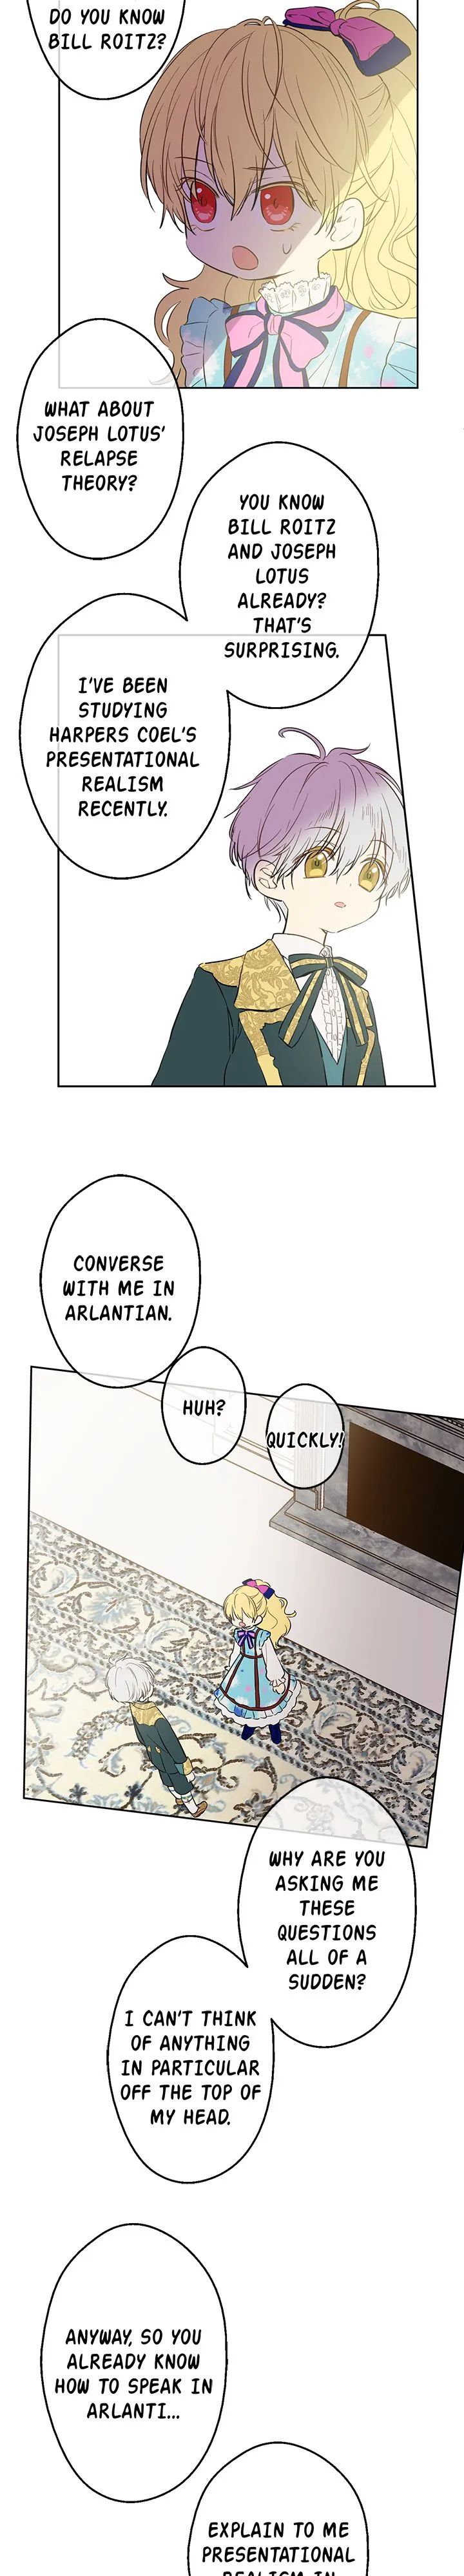 DO YOU KNOW
BILL ROITZ?
WHAT ABOUT
JOSEPH LOTUS'
RELAPSE
THEORY?
YOU KNOW
BILL ROITZ
AND JOSEPH
LOTUS
ALREADY?
THAT'S
SURPRISING.
I'VE BEEN
STUDYING
HARPERS COEL'S
PRESENTATIONAL
REALISM
RECENTLY.
CONVERSE
WITH ME IN
ARLANTIAN.
HUH?
QUICKLY!
WHY ARE YOU
ASKING ME
THESE
QUESTIONS
ALL OF A
SUDDEN?
I CAN'T THINK
OF ANYTHING
IN PARTICULAR
OFF THE TOP OF
MY HEAD.
ANYWAY, SO YOU
ALREADY KNOW
HOW TO SPEAK IN
ARLANTI...
EXPLAIN TO ME
PRESENTATIONAL
REALISM IN